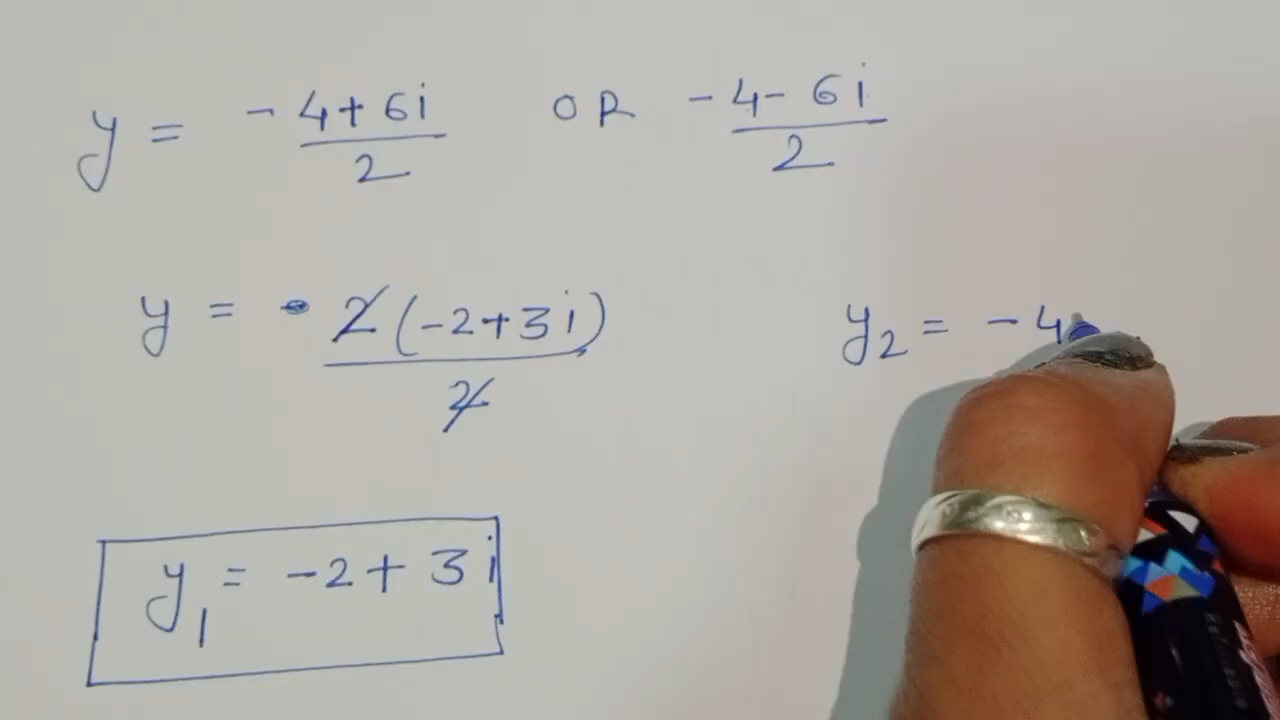 y = -4+6i/2 OR -4-6i/2
y = 2(-2+3i)/2
y₂ = -4
y₁ = -2+3i